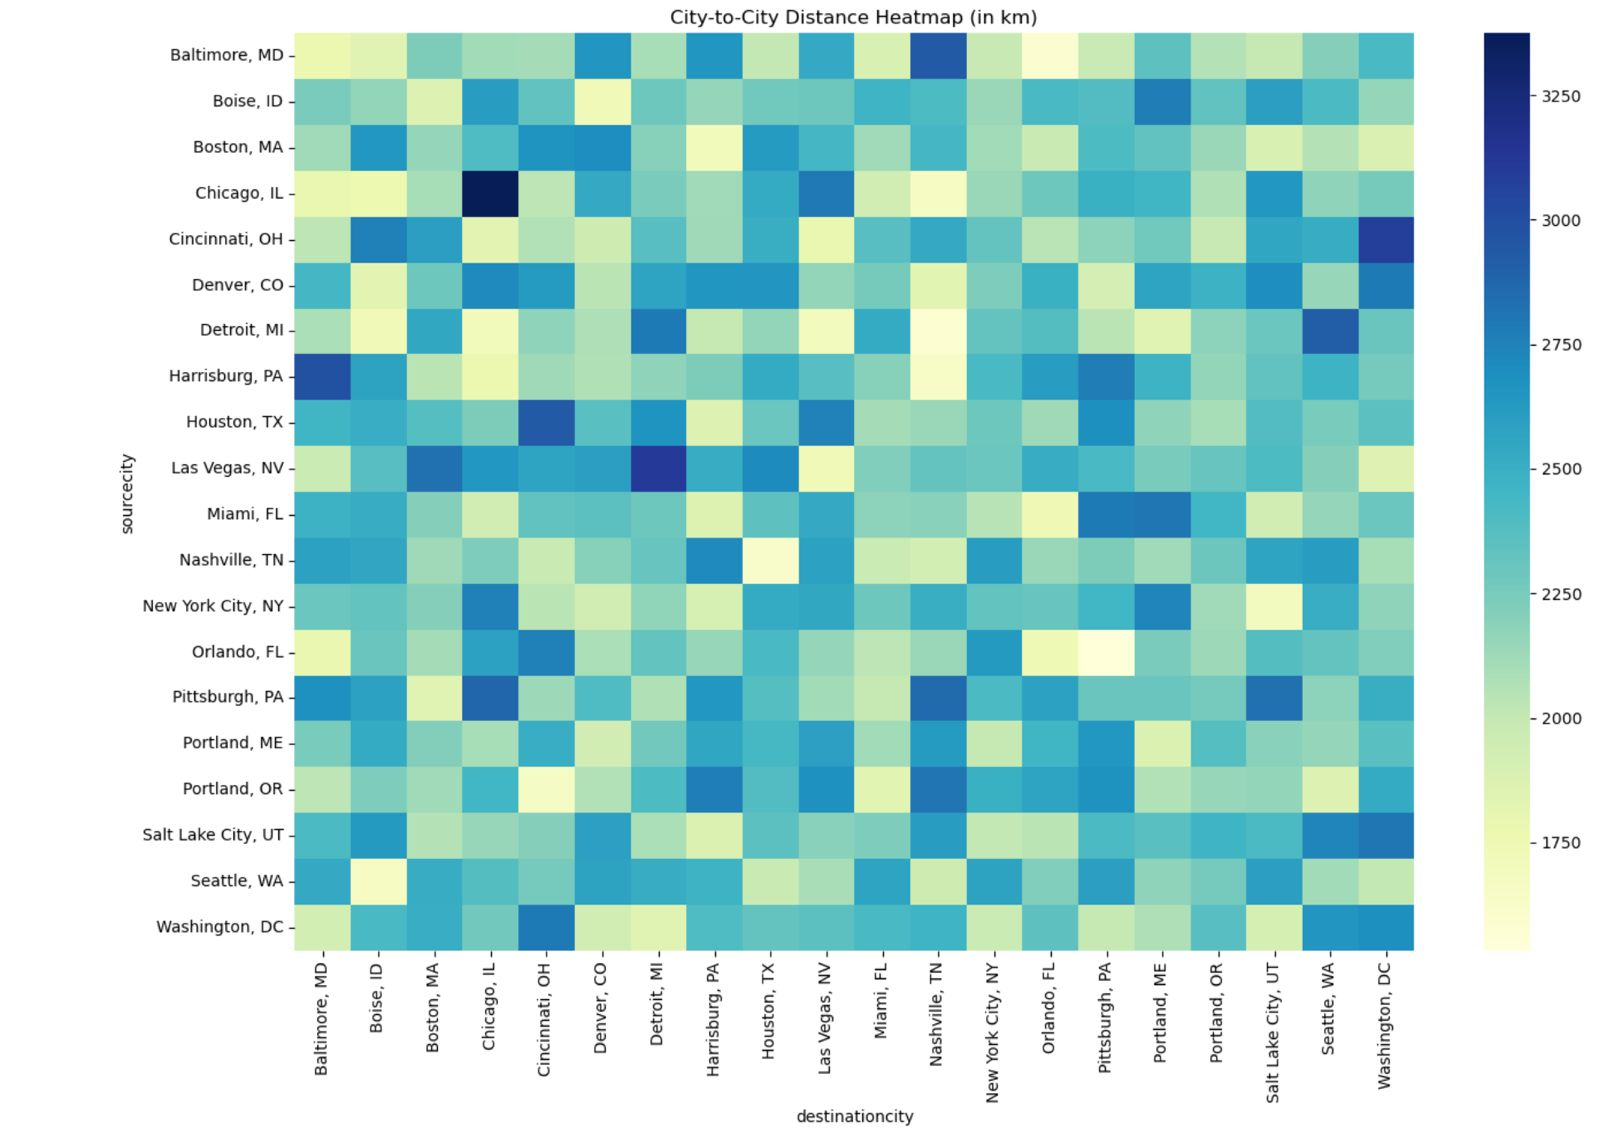 City-to-City Distance Heatmap (in km)
sourcecity
Baltimore, MD
Boise, ID
Boston, MA
Chicago, IL
Cincinnati, OH
Denver, CO
Detroit, MI
Harrisburg, PA
Houston, TX
Las Vegas, NV
Miami, FL
Nashville, TN
New York City, NY
Orlando, FL
Pittsburgh, PA
Portland, ME
Portland, OR
Salt Lake City, UT
Seattle, WA
Washington, DC
Baltimore, MD
Boise, ID
Boston, MA
Chicago, IL
Cincinnati, OH
Denver, CO
Detroit, MI
Harrisburg, PA
Houston, TX
Las Vegas, NV
Miami, FL
Nashville, TN
New York City, NY
Orlando, FL
Pittsburgh, PA
Portland, ME
Portland, OR
Salt Lake City, UT
Seattle, WA
Washington, DC
destinationcity
3250
3000
2750
2500
2250
2000
1750